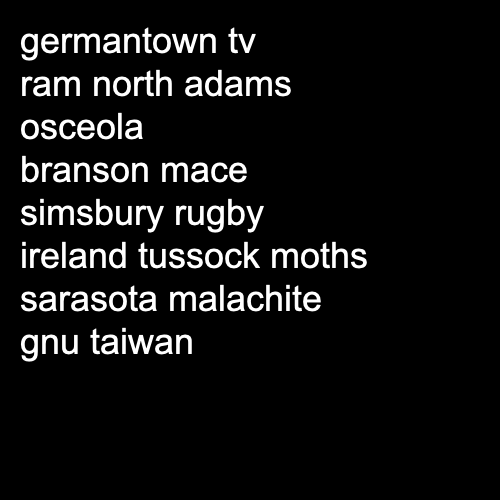 germantown tv
ram north adams
osceola
branson mace
simsbury rugby
ireland tussock moths
sarasota malachite
gnu taiwan